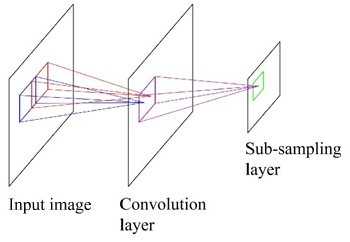 Input image
Convolution
layer
Sub-sampling
layer